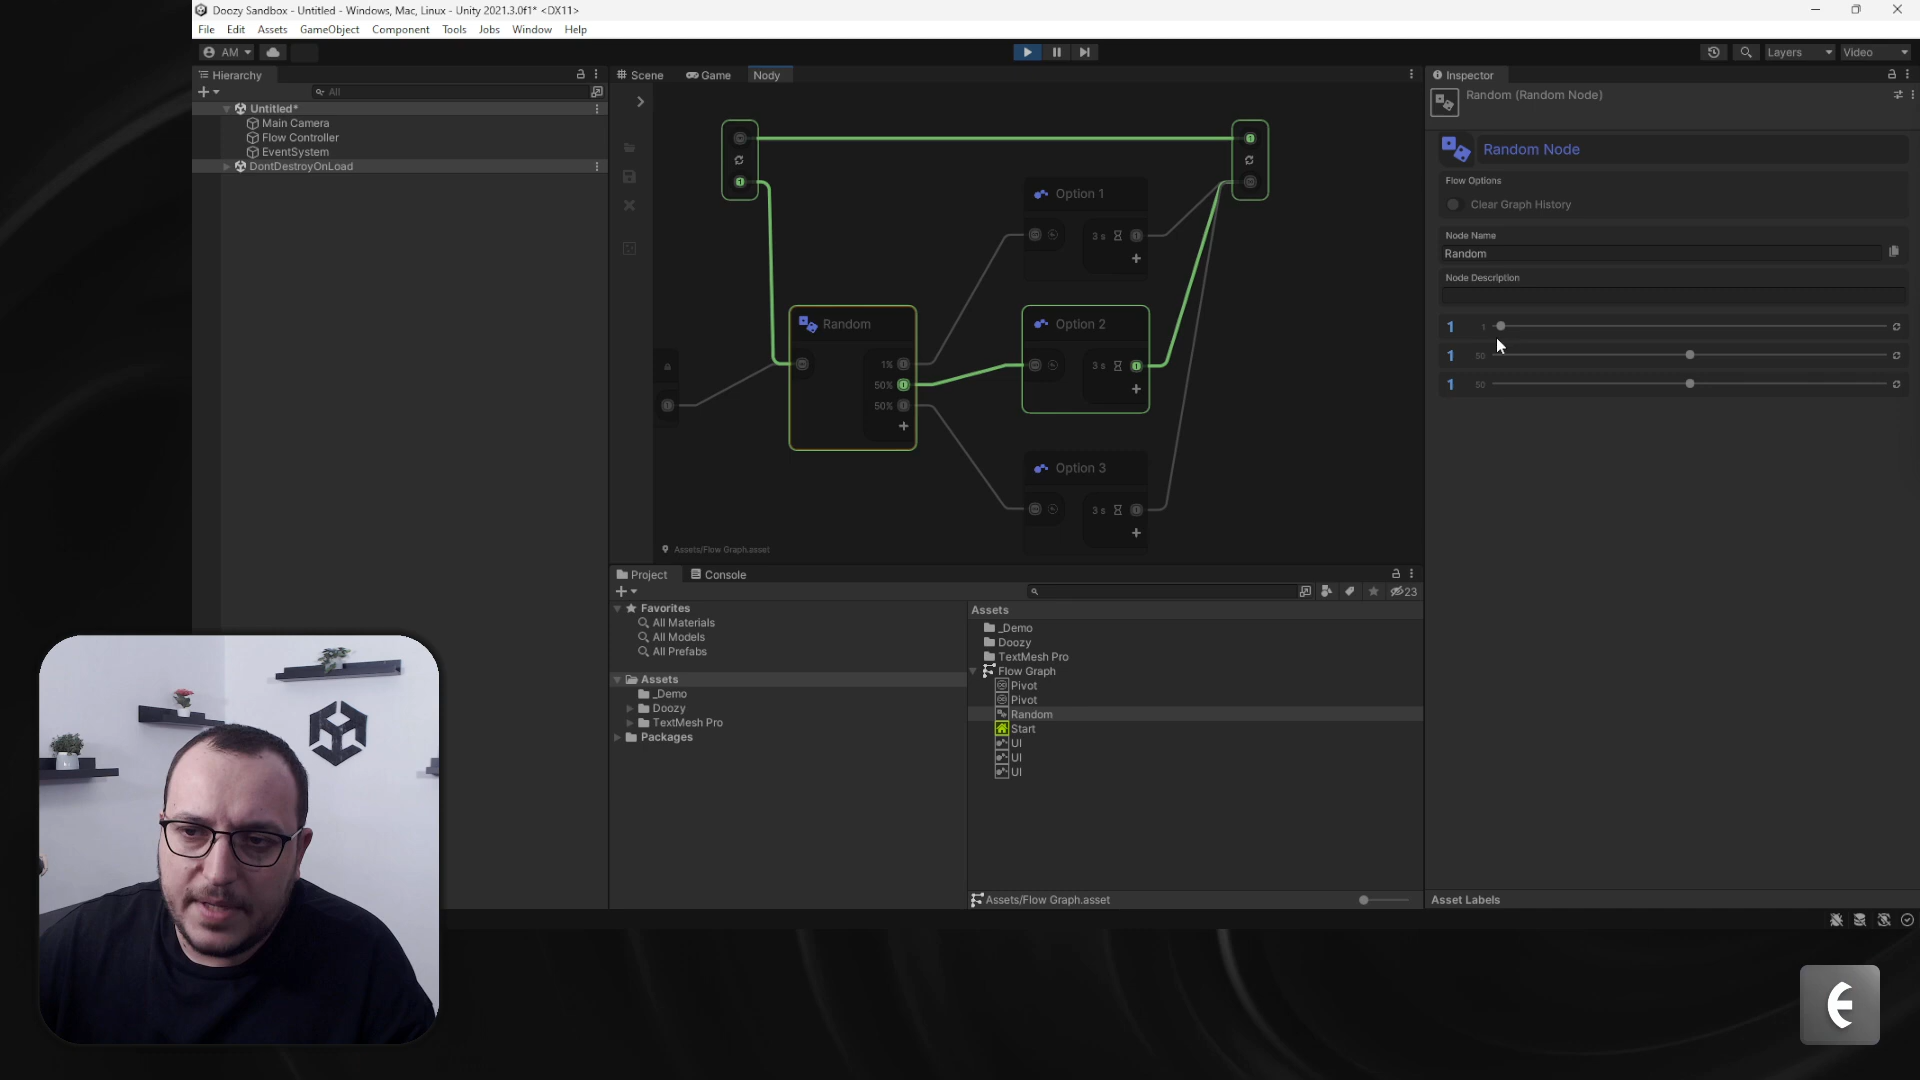 Doozy Sandbox - Untitled - Windows, Mac, Linux - Unity 2021.3.0f1* <DX11>
File Edit Assets GameObject Component Tools Jobs Window Help
AM
Layers
Video
Hierarchy
All
Untitled*
Main Camera
Flow Controller
EventSystem
DontDestroyOnLoad
Scene
Game
Nody
1
1
Option 1
3 s
Random
1%
50%
50%
Option 2
3 s
Option 3
3 s
Assets/Flow Graph.asset
Inspector
Random (Random Node)
Random Node
Flow Options
Clear Graph History
Node Name
Random
Node Description
1 1
1 50
1 50
Asset Labels
Project
Console
23
Favorites
All Materials
All Models
All Prefabs
Assets
_Demo
Doozy
TextMesh Pro
Packages
Assets
_Demo
Doozy
TextMesh Pro
Flow Graph
Pivot
Pivot
Random
Start
UI
UI
UI
Assets/Flow Graph.asset